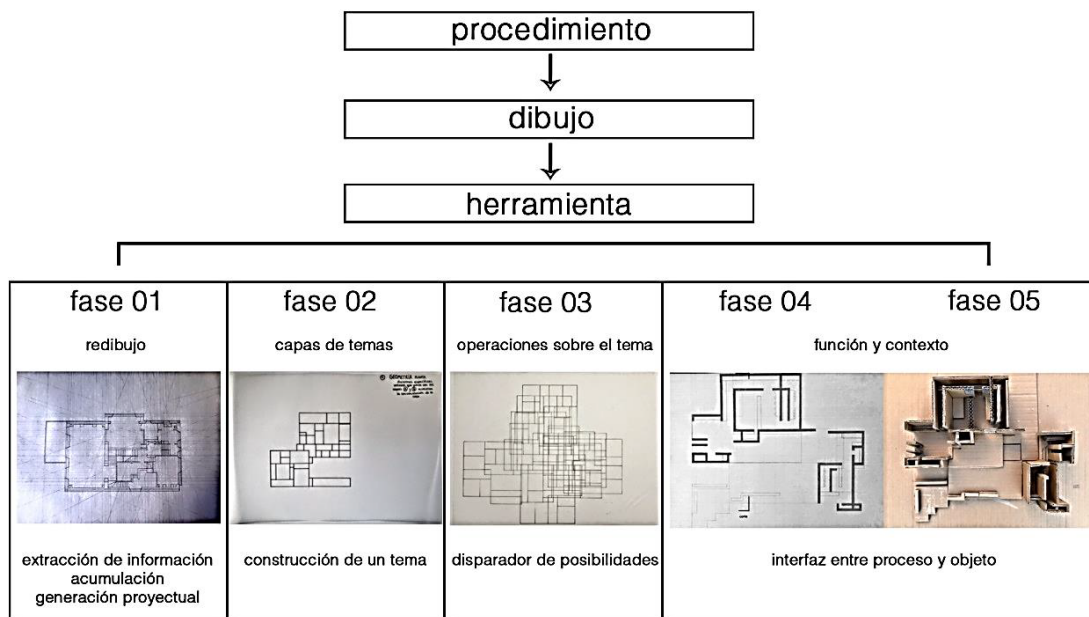 procedimiento
dibujo
herramienta
fase 01
redibujo
extracción de información
acumulación
generación proyectual
fase 02
capas de temas
construcción de un tema
fase 03
operaciones sobre el tema
disparador de posibilidades
fase 04
fase 05
función y contexto
interfaz entre proceso y objeto